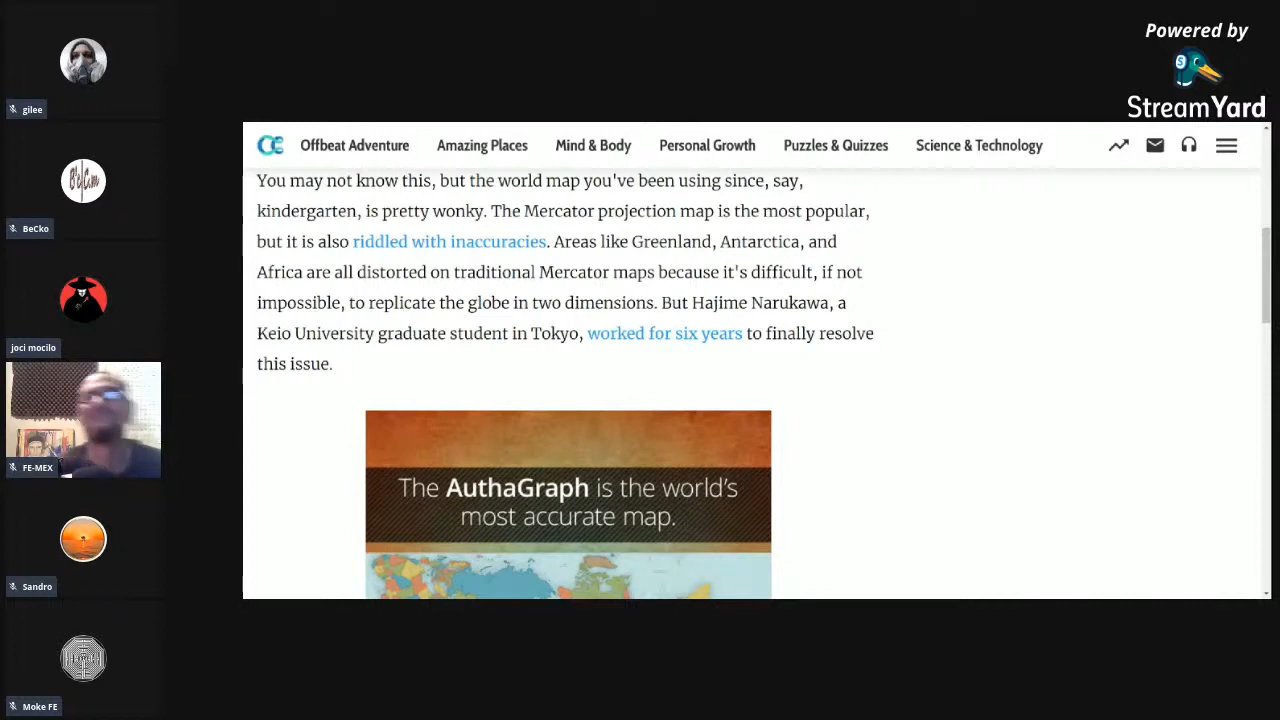 Powered by
StreamYard
gilee
BeCko
joci mocilo
FE-MEX
Sandro
Moke FE
Offbeat Adventure
Amazing Places
Mind & Body
Personal Growth
Puzzles & Quizzes
Science & Technology
You may not know this, but the world map you've been using since, say,
kindergarten, is pretty wonky. The Mercator projection map is the most popular,
but it is also riddled with inaccuracies. Areas like Greenland, Antarctica, and
Africa are all distorted on traditional Mercator maps because it's difficult, if not
impossible, to replicate the globe in two dimensions. But Hajime Narukawa, a
Keio University graduate student in Tokyo, worked for six years to finally resolve
this issue.
The AuthaGraph is the world's
most accurate map.